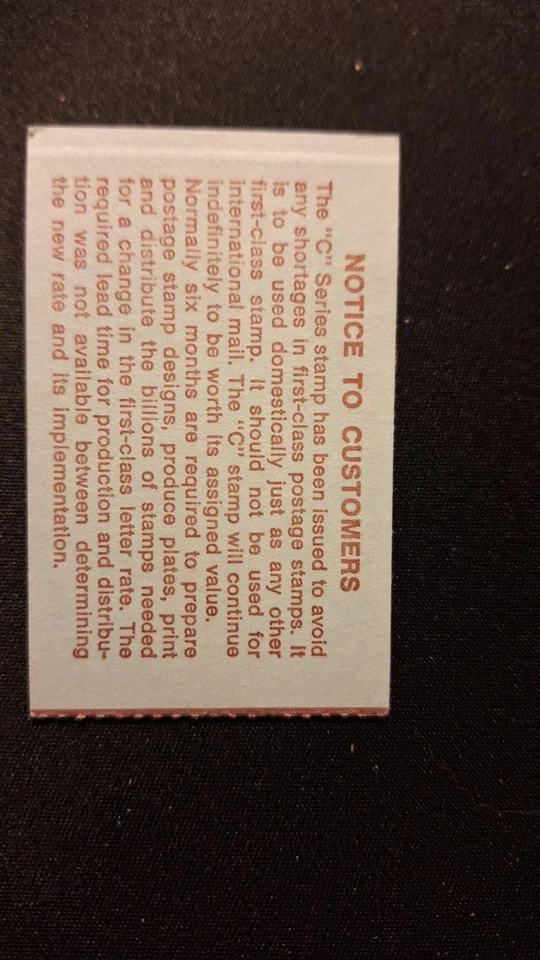 NOTICE TO CUSTOMERS
The "C" Series stamp has been issued to avoid
any shortages in first-class postage stamps. It
is to be used domestically just as any other
first-class stamp. It should not be used for
international mail. The "C" stamp will continue
indefinitely to be worth its assigned value.
Normally six months are required to prepare
postage stamp designs, produce plates, print
and distribute the billions of stamps needed
for a change in the first-class letter rate. The
required lead time for production and distribu-
tion was not available between determining
the new rate and its implementation.